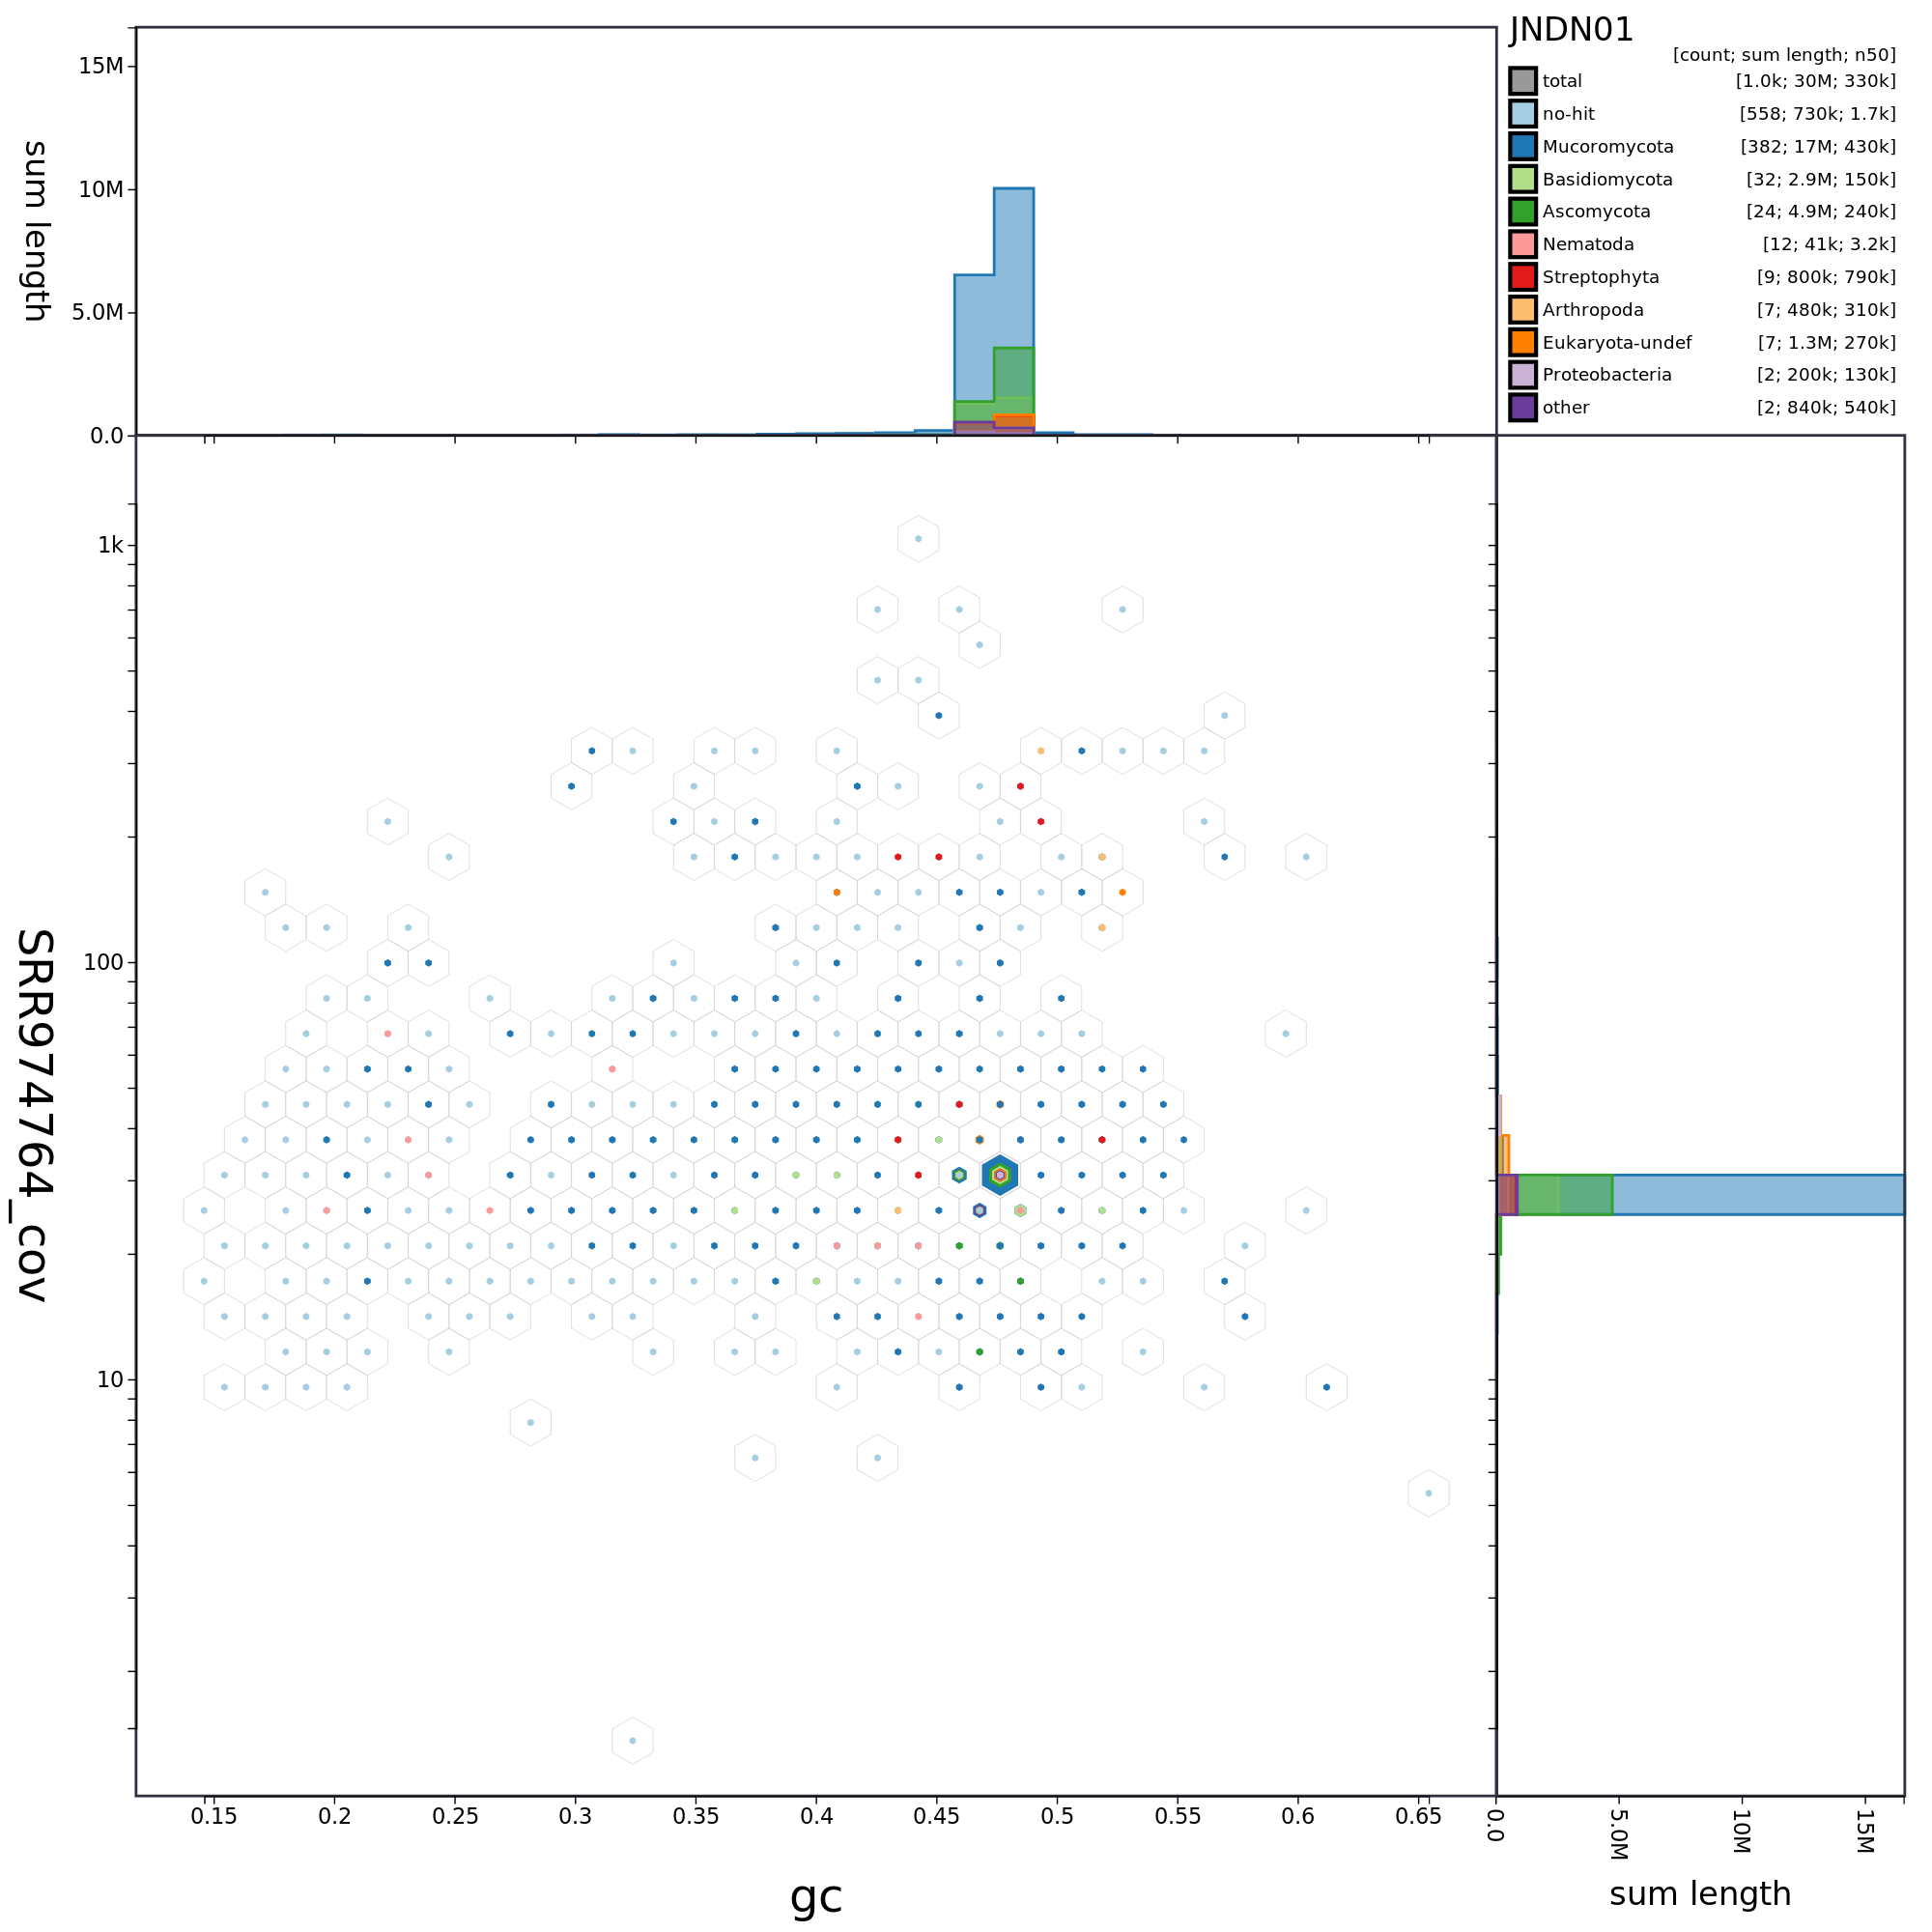 JNDN01
[count; sum length; n50]
total [1.0k; 30M; 330k]
no-hit [558; 730k; 1.7k]
Mucoromycota [382; 17M; 430k]
Basidiomycota [32; 2.9M; 150k]
Ascomycota [24; 4.9M; 240k]
Nematoda [12; 41k; 3.2k]
Streptophyta [9; 800k; 790k]
Arthropoda [7; 480k; 310k]
Eukaryota-undef [7; 1.3M; 270k]
Proteobacteria [2; 200k; 130k]
other [2; 840k; 540k]
sum length
15M
10M
5.0M
0.0
SRR974764_cov
1k
100
10
0.15 0.2 0.25 0.3 0.35 0.4 0.45 0.5 0.55 0.6 0.65
gc
0.0 5.0M 10M 15M
sum length